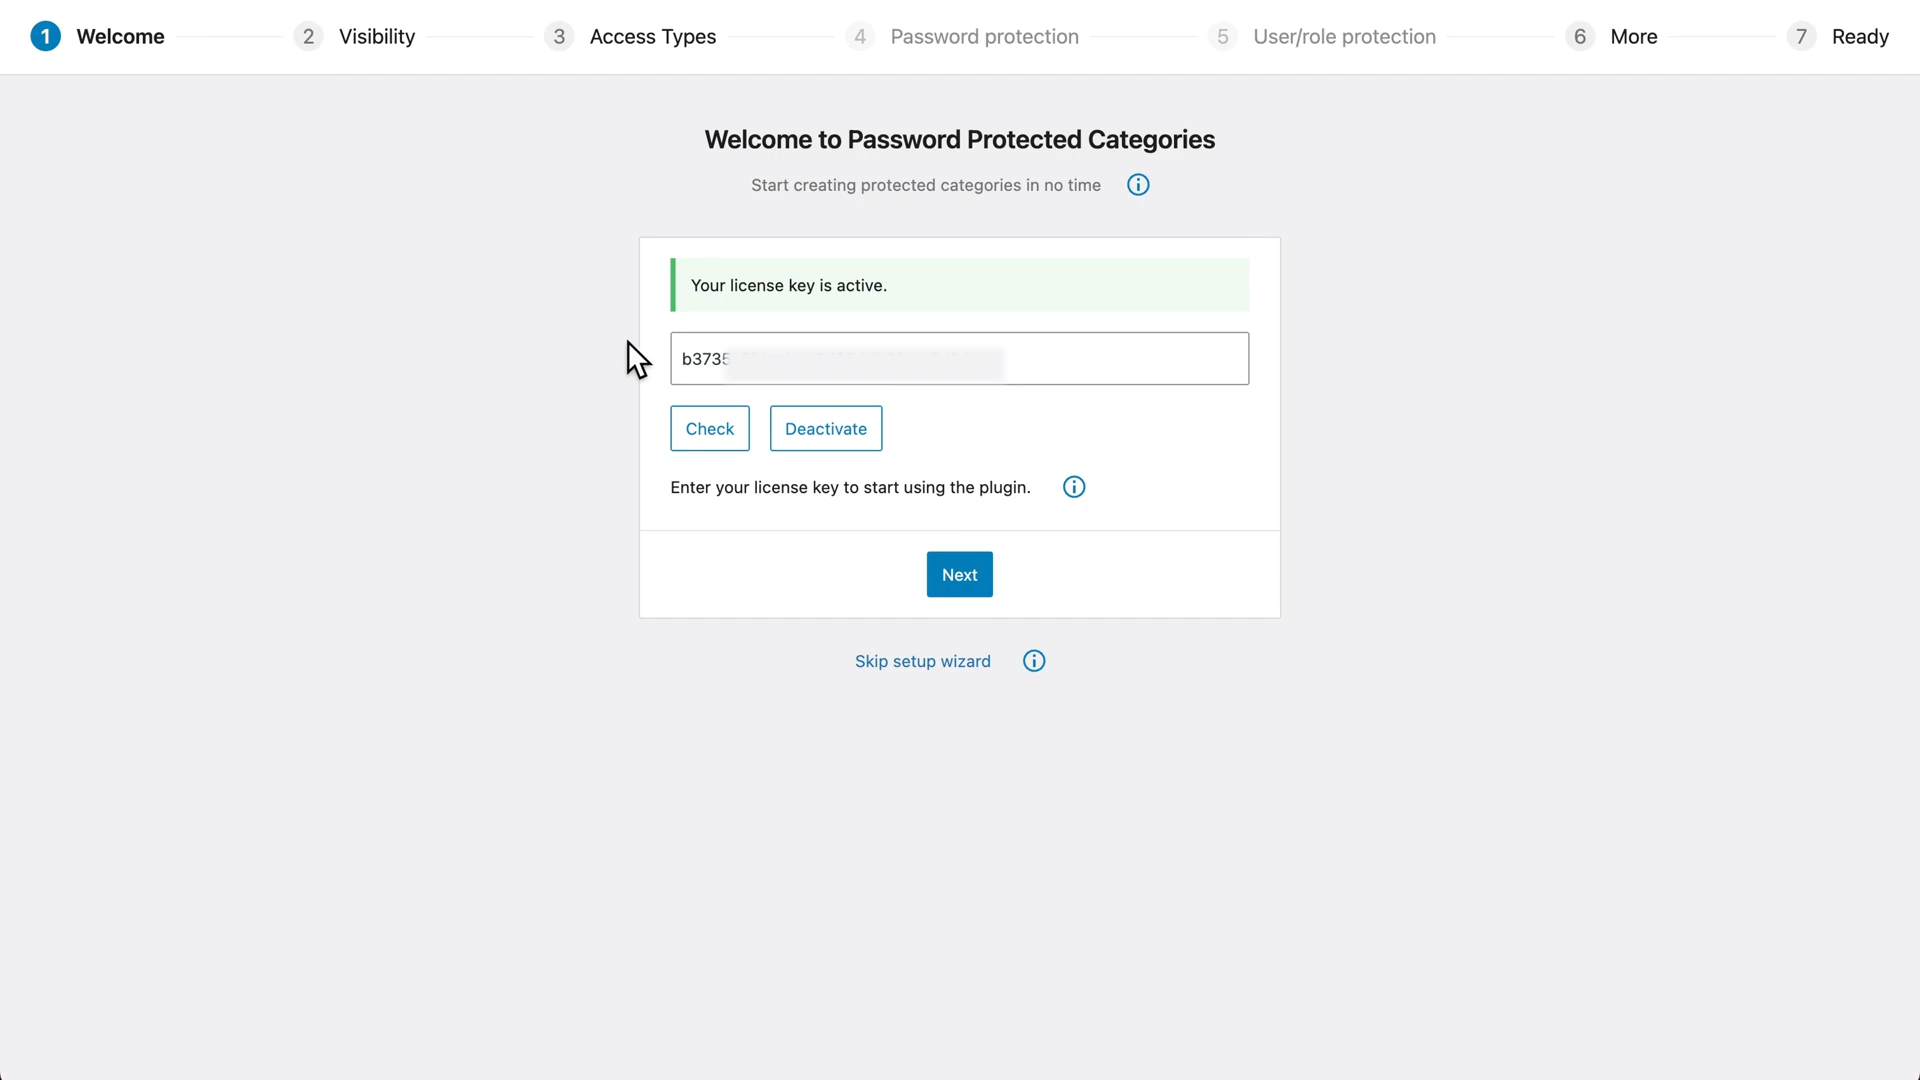 1 Welcome 2 Visibility 3 Access Types 4 Password protection 5 User/role protection 6 More 7 Ready
Welcome to Password Protected Categories
Start creating protected categories in no time
Your license key is active.
b3735
Check Deactivate
Enter your license key to start using the plugin.
Next
Skip setup wizard